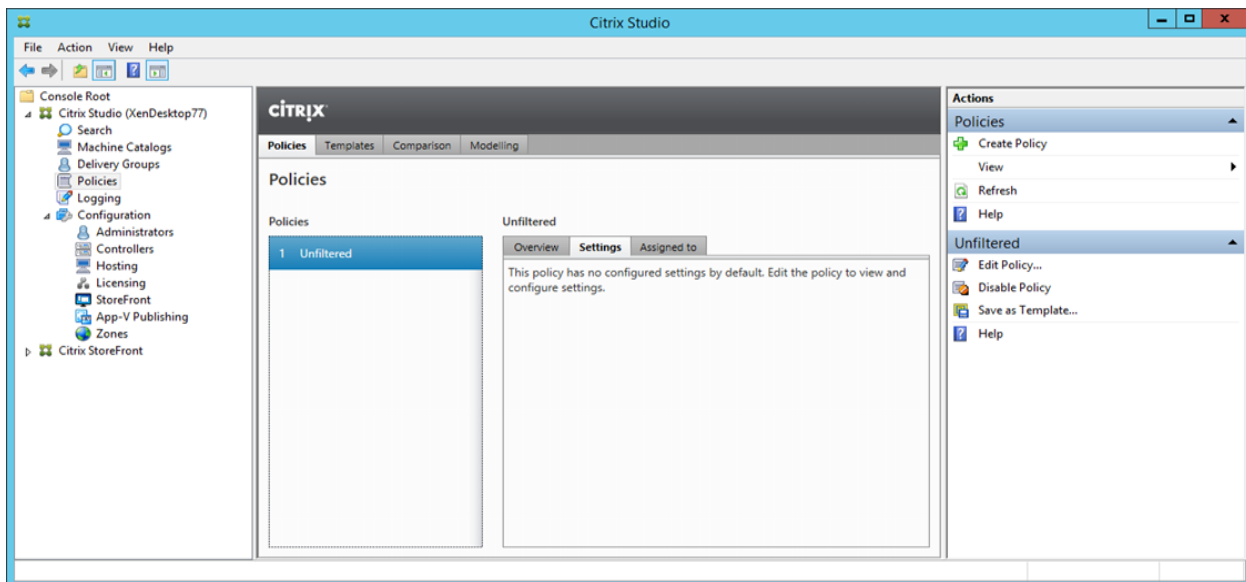 Citrix Studio
File Action View Help
Console Root
Citrix Studio (XenDesktop77)
Search
Machine Catalogs
Delivery Groups
Policies
Logging
Configuration
Administrators
Controllers
Hosting
Licensing
StoreFront
App-V Publishing
Zones
Citrix StoreFront
CITRIX
Policies Templates Comparison Modelling
Policies
Policies
1 Unfiltered
Unfiltered
Overview Settings Assigned to
This policy has no configured settings by default. Edit the policy to view and
configure settings.
Actions
Policies
Create Policy
View
Refresh
Help
Unfiltered
Edit Policy...
Disable Policy
Save as Template...
Help